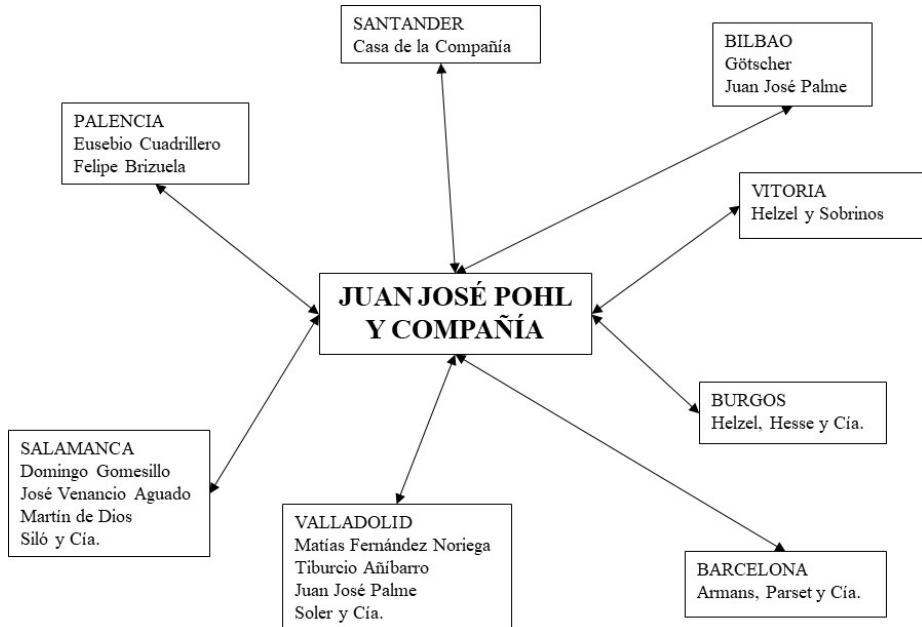 SANTANDER
Casa de la Compañía
BILBAO
Götscher
Juan José Palme
PALENCIA
Eusebio Cuadrillero
Felipe Brizuela
VITORIA
Helzel y Sobrinos
JUAN JOSÉ POHL
Y COMPAÑÍA
BURGOS
Helzel, Hesse y Cía.
SALAMANCA
Domingo Gomesillo
José Venancio Aguado
Martín de Dios
Siló y Cía.
VALLADOLID
Matías Fernández Noriega
Tiburcio Añíbarro
Juan José Palme
Soler y Cía.
BARCELONA
Armans, Parset y Cía.